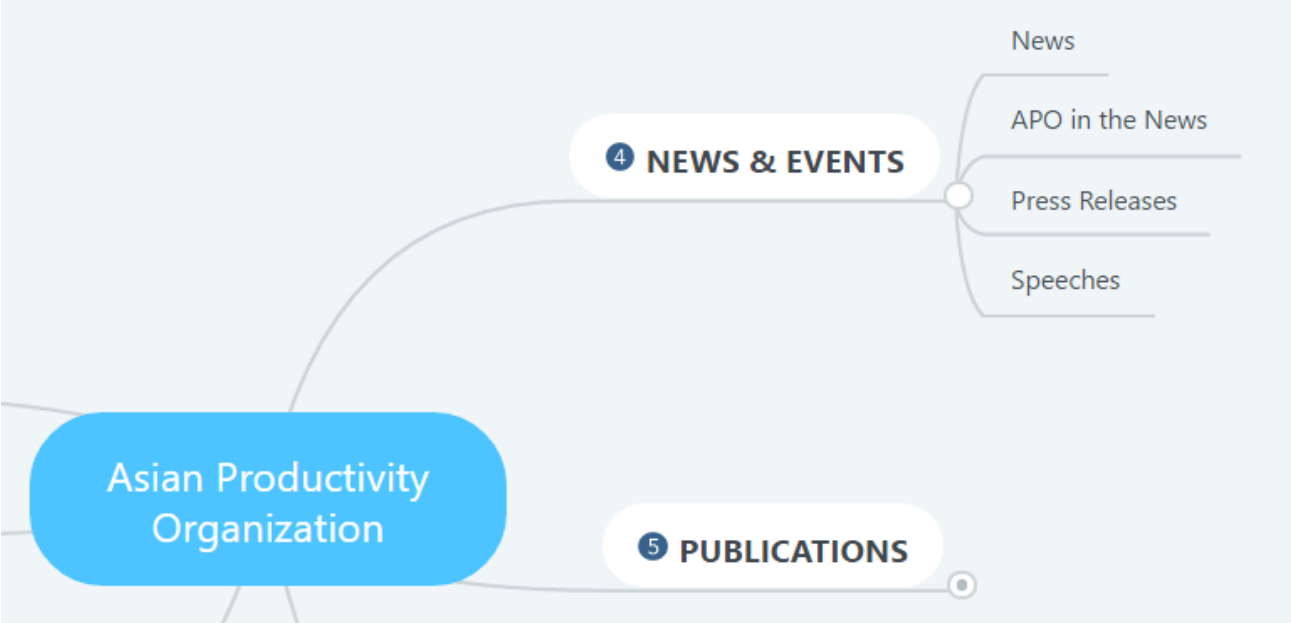 News
APO in the News
4 NEWS & EVENTS
Press Releases
Speeches
Asian Productivity
Organization
5 PUBLICATIONS